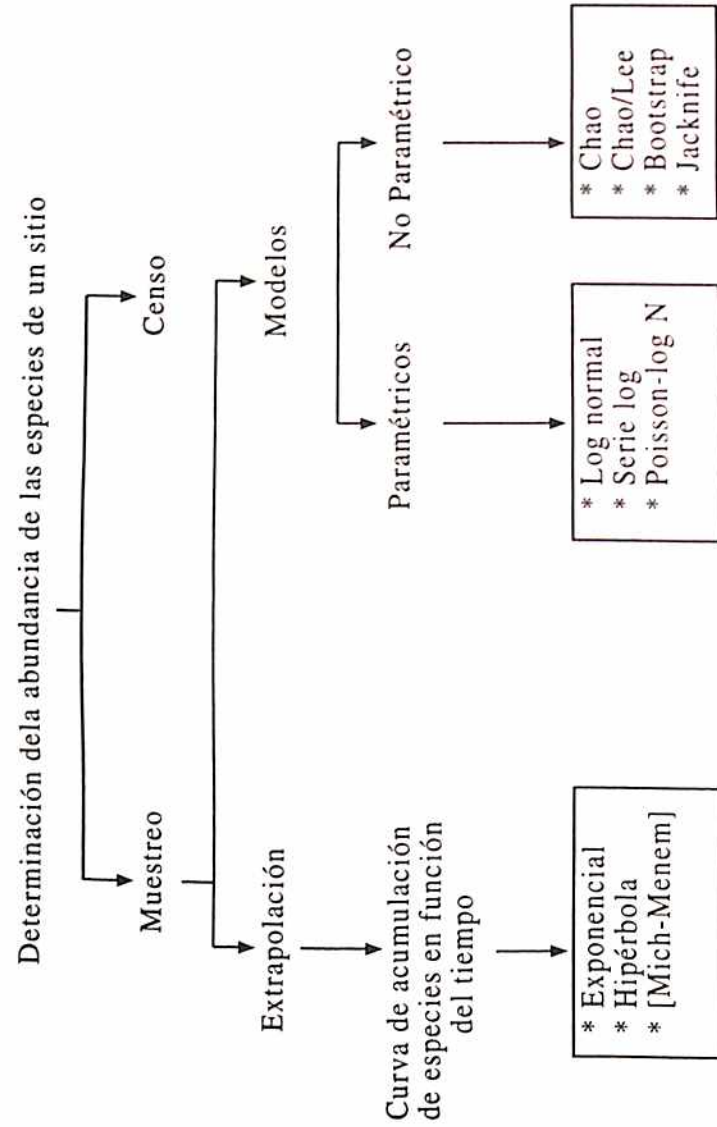 Determinación dela abundancia de las especies de un sitio
Muestreo
Censo
Extrapolación
Modelos
Curva de acumulación
de especies en función
del tiempo
Paramétricos
No Paramétrico
* Exponencial
* Hipérbola
* [Mich-Menem]
* Log normal
* Serie log
* Poisson-log N
* Chao
* Chao/Lee
* Bootstrap
* Jacknife